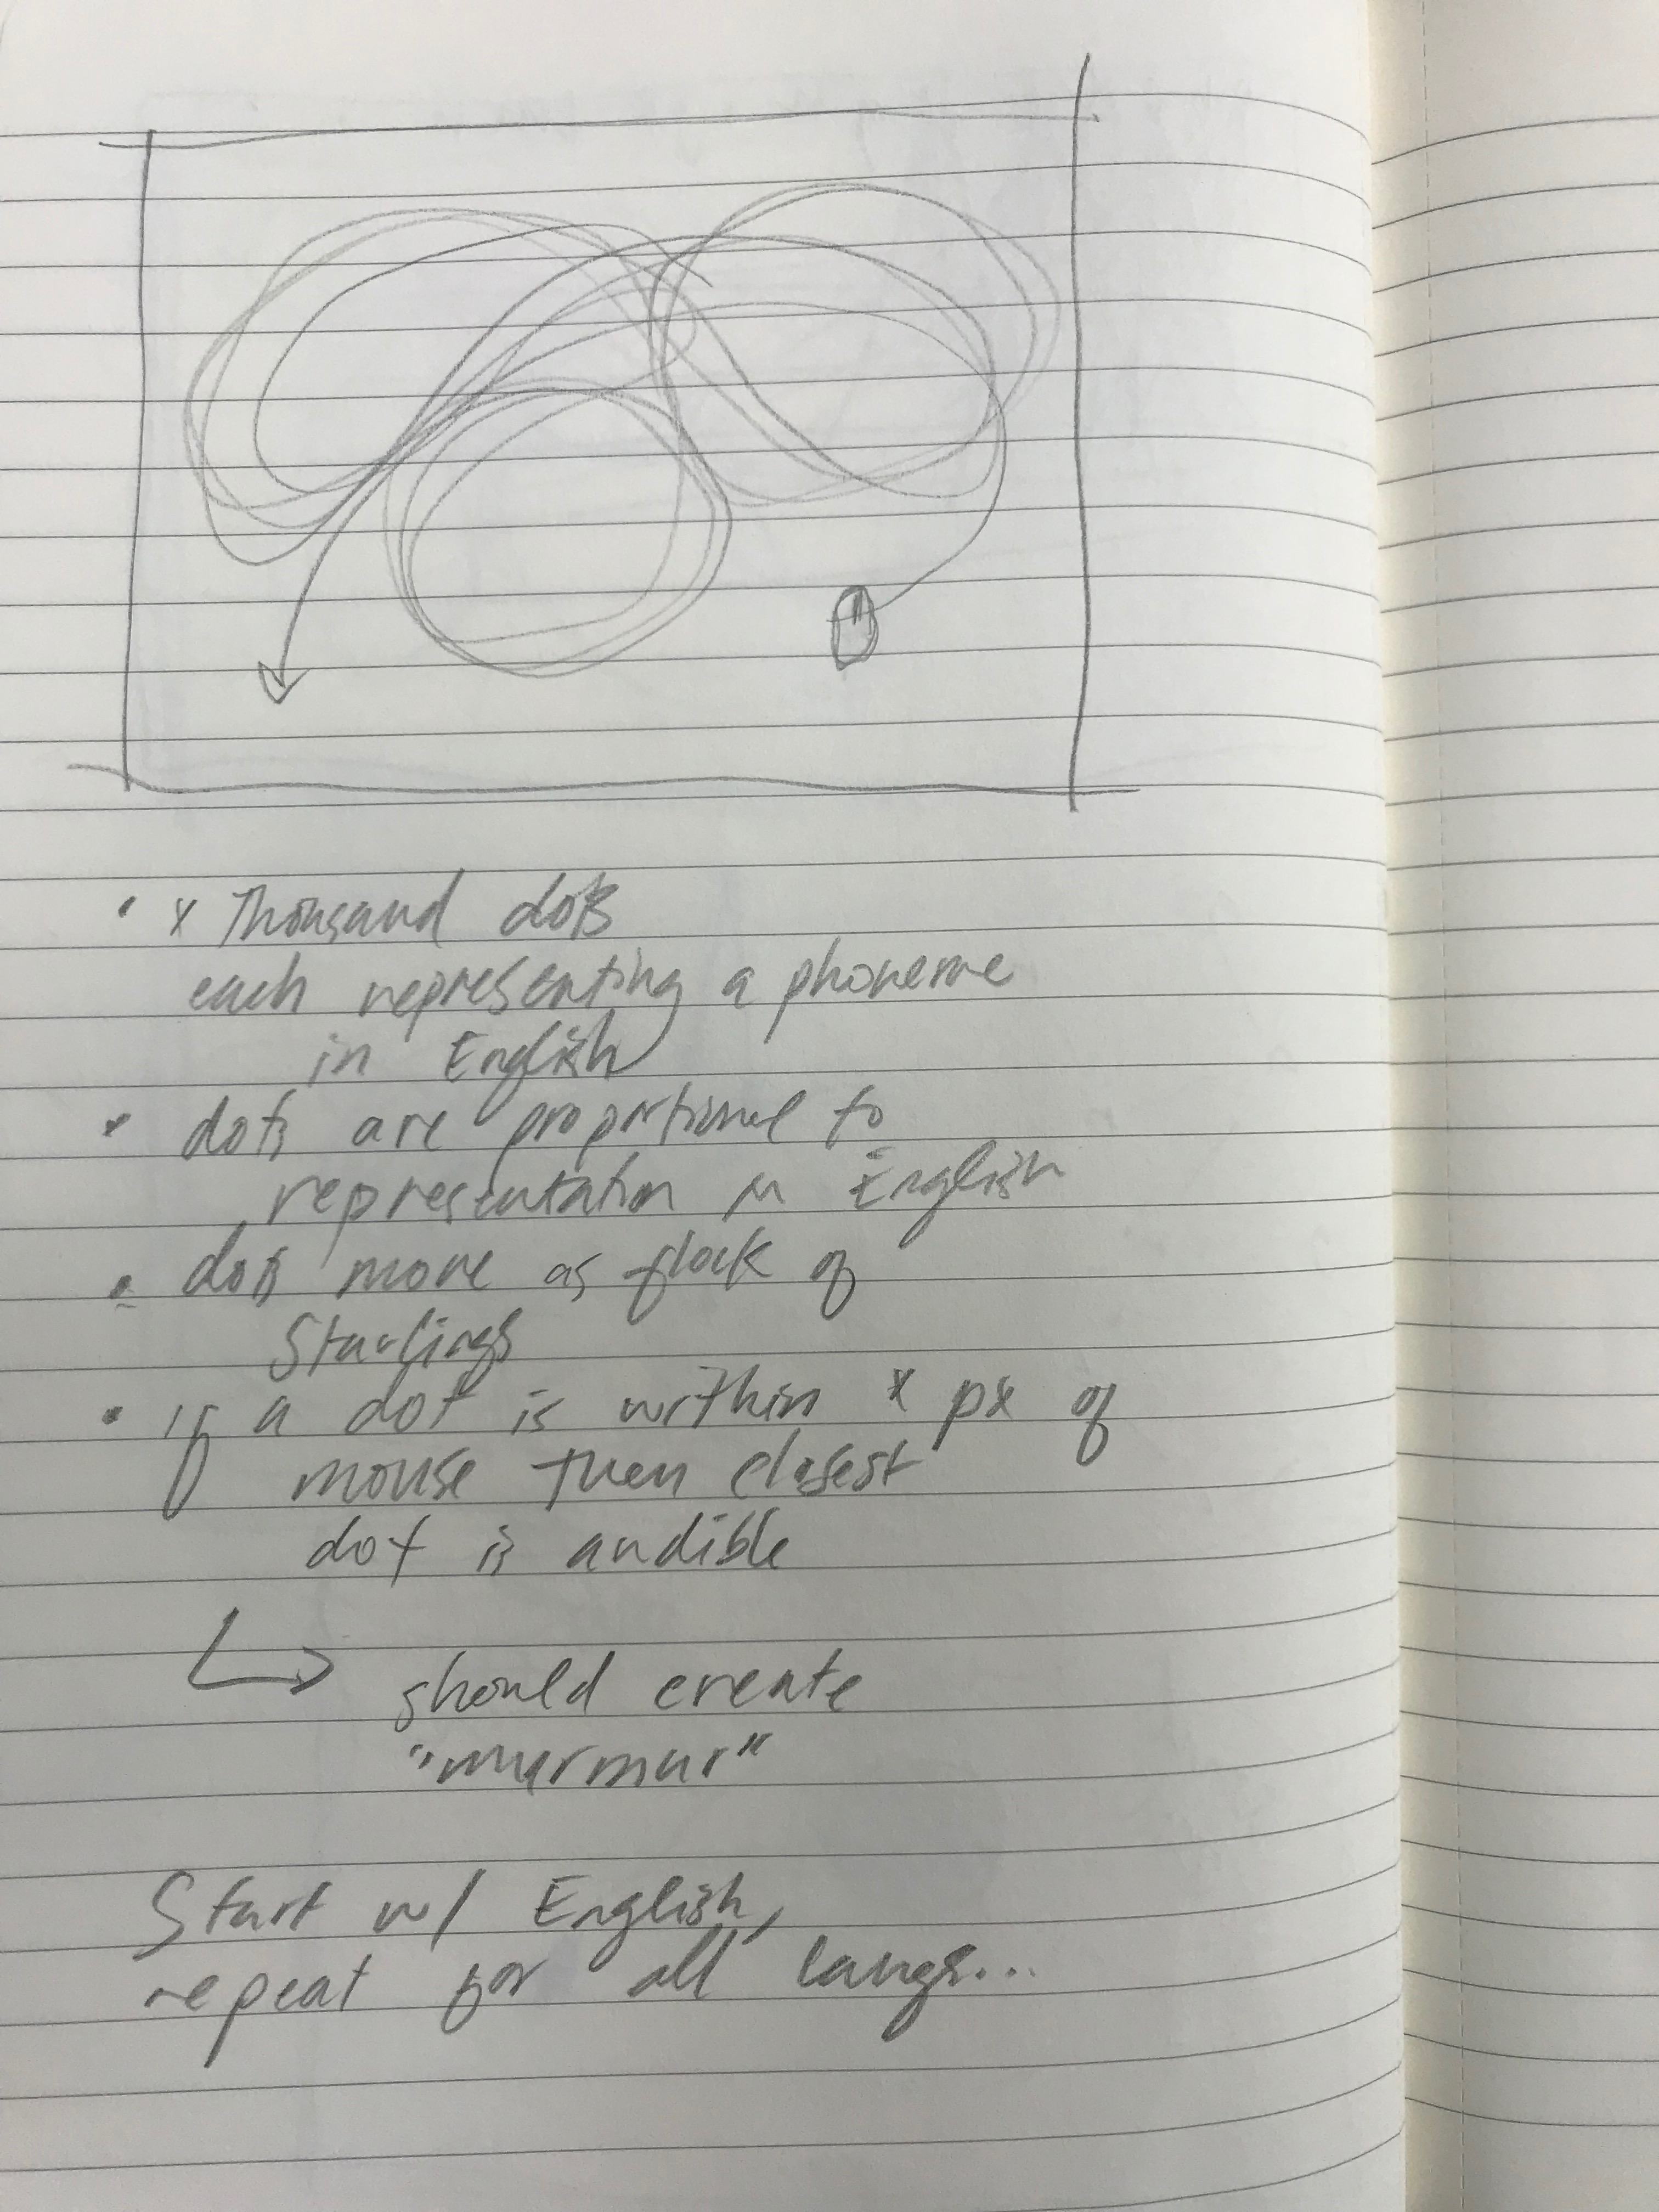 • x Thousand dots
each representing a phoneme
in English
• dots are proportional to
representation in English
• dots move as flock of
Starlings
• if a dot is within x px of
mouse then closest
dot is audible
↳ should create
"murmur"
Start w/ English,
repeat for all langs...